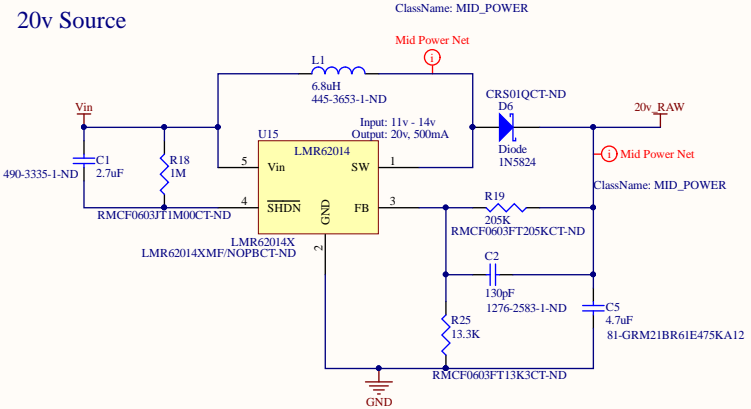 20v Source
ClassName: MID_POWER
Mid Power Net
i
L1
6.8uH
445-3653-1-ND
CRS01QCT-ND
D6
Diode
1N5824
20v_RAW
Vin
Input: 11v - 14v
Output: 20v, 500mA
i Mid Power Net
ClassName: MID_POWER
U15
LMR62014
5
Vin
SW
1
C1
2.7uF
490-3335-1-ND
R18
1M
RMCF0603JT1M00CT-ND
4
SHDN
GND
FB
3
2
LMR62014X
LMR62014XMF/NOPBCT-ND
R19
205K
RMCF0603FT205KCT-ND
C2
130pF
1276-2583-1-ND
C5
4.7uF
81-GRM21BR61E475KA12
R25
13.3K
RMCF0603FT13K3CT-ND
GND